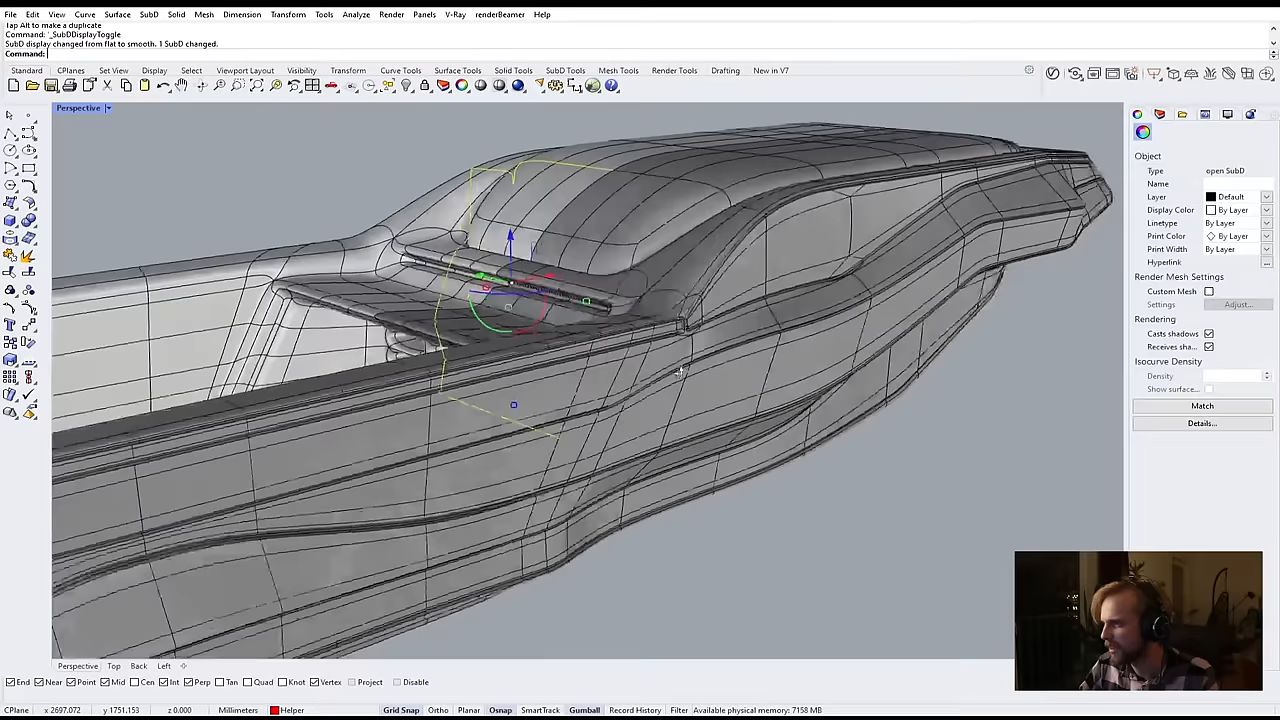 File Edit View Curve Surface SubD Solid Mesh Dimension Transform Tools Analyze Render Panels V-Ray renderBeamer Help
Tap Alt to make a duplicate
Command: '_SubDDisplayToggle
SubD display changed from flat to smooth. 1 SubD changed.
Command:
Standard CPlanes Set View Display Select Viewport Layout Visibility Transform Curve Tools Surface Tools Solid Tools SubD Tools Mesh Tools Render Tools Drafting New in V7
Perspective
Object
Type open SubD
Name
Layer Default
Display Color By Layer
Linetype By Layer
Print Color By Layer
Print Width By Layer
Hyperlink ...
Render Mesh Settings
Custom Mesh
Settings Adjust...
Rendering
Casts shadows
Receives sha...
Isocurve Density
Density
Show surface...
Match
Details...
Perspective Top Back Left
End Near Point Mid Cen Int Perp Tan Quad Knot Vertex Project Disable
CPlane x 2697.072 y 1751.153 z 0.000 Millimeters Helper Grid Snap Ortho Planar Osnap SmartTrack Gumball Record History Filter Available physical memory: 7158 MB